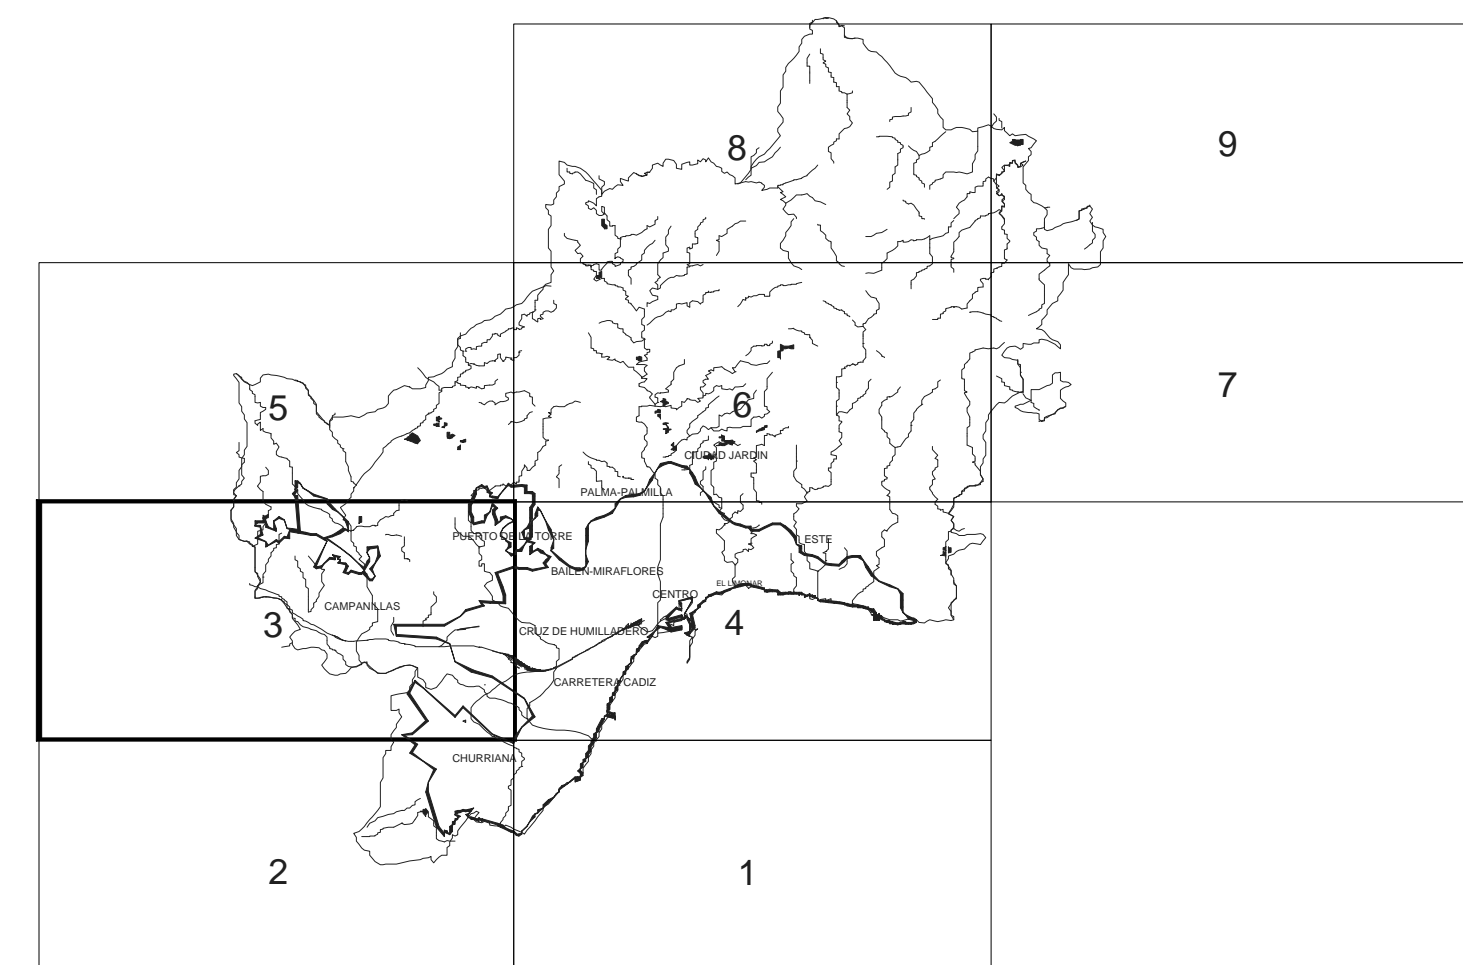 8
9
5
6
7
CIUDAD JARDIN
PALMA-PALMILLA
PUERTO DE LA TORRE
ESTE
BAILEN-MIRAFLORES
EL LIMONAR
CENTRO
CAMPANILLAS
3
4
CRUZ DE HUMILLADERO
CARRETERA CADIZ
CHURRIANA
2
1